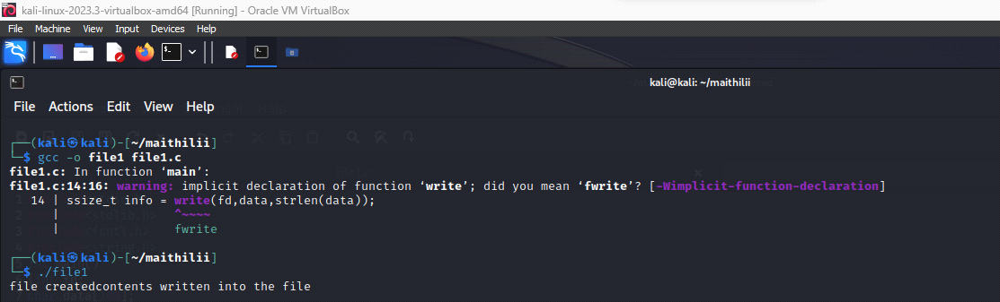 kali-linux-2023.3-virtualbox-amd64 [Running] - Oracle VM VirtualBox
File Machine View Input Devices Help
kali@kali: ~/maithilii
File Actions Edit View Help
┌──(kali㉿kali)-[~/maithilii]
└─$ gcc -o file1 file1.c
file1.c: In function ‘main’:
file1.c:14:16: warning: implicit declaration of function ‘write’; did you mean ‘fwrite’? [-Wimplicit-function-declaration]
14 | ssize_t info = write(fd,data,strlen(data));
| ^~~~~
| fwrite
┌──(kali㉿kali)-[~/maithilii]
└─$ ./file1
file createdcontents written into the file